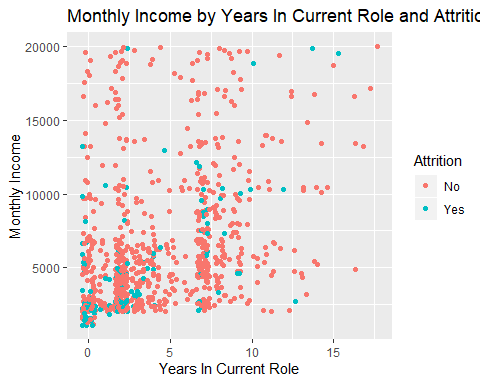 Monthly Income by Years In Current Role and Attritic
20000
15000
10000
5000
Monthly Income
0
5
10
15
Years In Current Role
Attrition
No
Yes